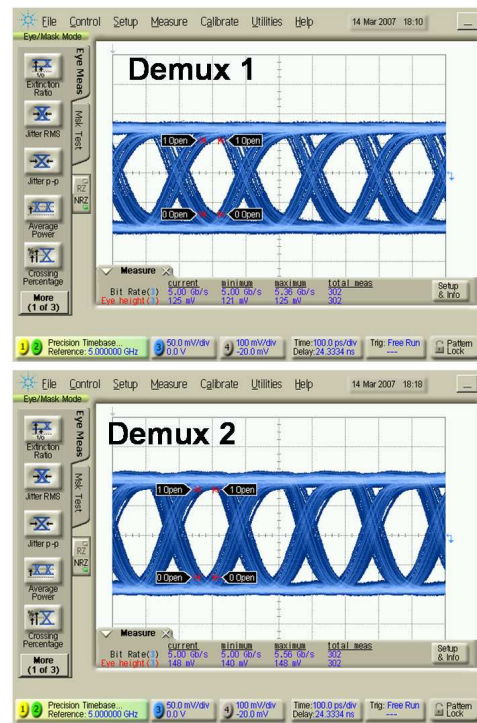 File Control Setup Measure Calibrate Utilities Help 14 Mar 2007 18:10
Eye/Mask Mode
Demux 1
Extinction
Ratio
Jitter RMS
Jitter p-p
Average
Power
Crossing
Percentage
More
(1 of 3)
Eye Meas
Msk Test
RZ
NRZ
1 Open 1 Open
0 Open 0 Open
Measure
current minimum maximum total meas
Bit Rate(3) 5.00 Gb/s 5.00 Gb/s 5.36 Gb/s 302
Eye height(3) 125 mV 121 mV 125 mV 302
Setup
& Info
1 2 Precision Timebase... 3 50.0 mV/div 4 100 mV/div Time:100.0 ps/div Trig: Free Run Pattern
Reference: 5.000000 GHz 0.0 V -20.0 mV Delay:24.3334 ns --- Lock
File Control Setup Measure Calibrate Utilities Help 14 Mar 2007 18:18
Eye/Mask Mode
Demux 2
Extinction
Ratio
Jitter RMS
Jitter p-p
Average
Power
Crossing
Percentage
More
(1 of 3)
Eye Meas
Msk Test
RZ
NRZ
1 Open 1 Open
0 Open 0 Open
Measure
current minimum maximum total meas
Bit Rate(3) 5.00 Gb/s 5.00 Gb/s 5.56 Gb/s 302
Eye height(3) 148 mV 140 mV 148 mV 302
Setup
& Info
1 2 Precision Timebase... 3 50.0 mV/div 4 100 mV/div Time:100.0 ps/div Trig: Free Run Pattern
Reference: 5.000000 GHz 0.0 V -20.0 mV Delay:24.3334 ns --- Lock